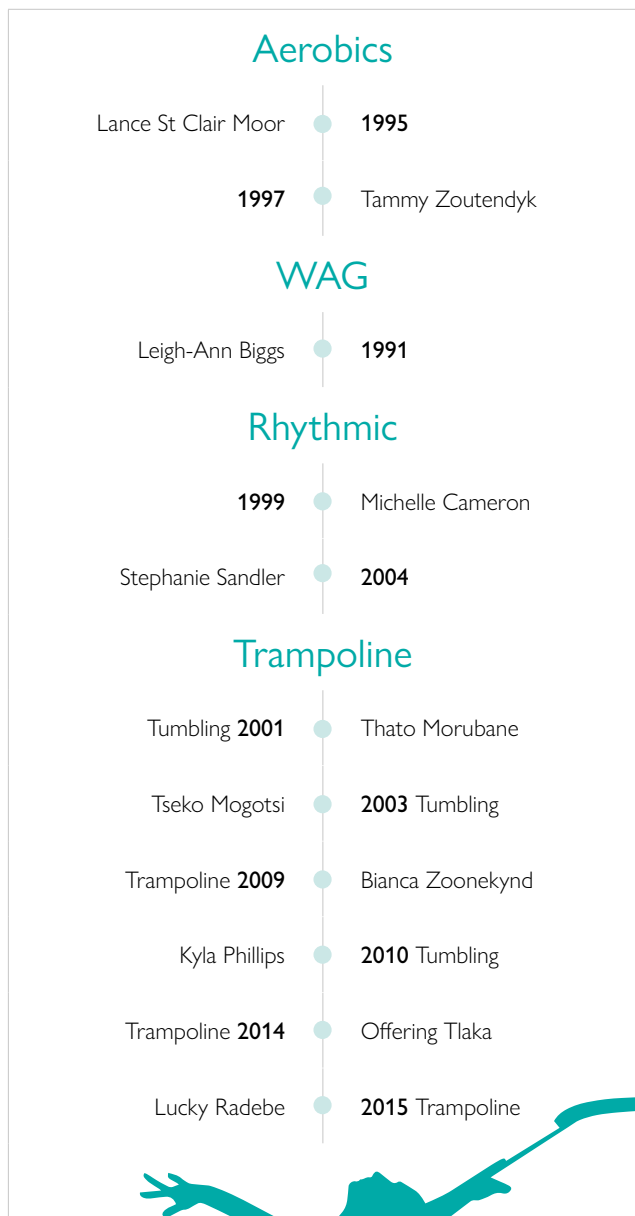 Aerobics
Lance St Clair Moor 1995
1997 Tammy Zoutendyk
WAG
Leigh-Ann Biggs 1991
Rhythmic
1999 Michelle Cameron
Stephanie Sandler 2004
Trampoline
Tumbling 2001 Thato Morubane
Tseko Mogotsi 2003 Tumbling
Trampoline 2009 Bianca Zoonekynd
Kyla Phillips 2010 Tumbling
Trampoline 2014 Offering Tlaka
Lucky Radebe 2015 Trampoline